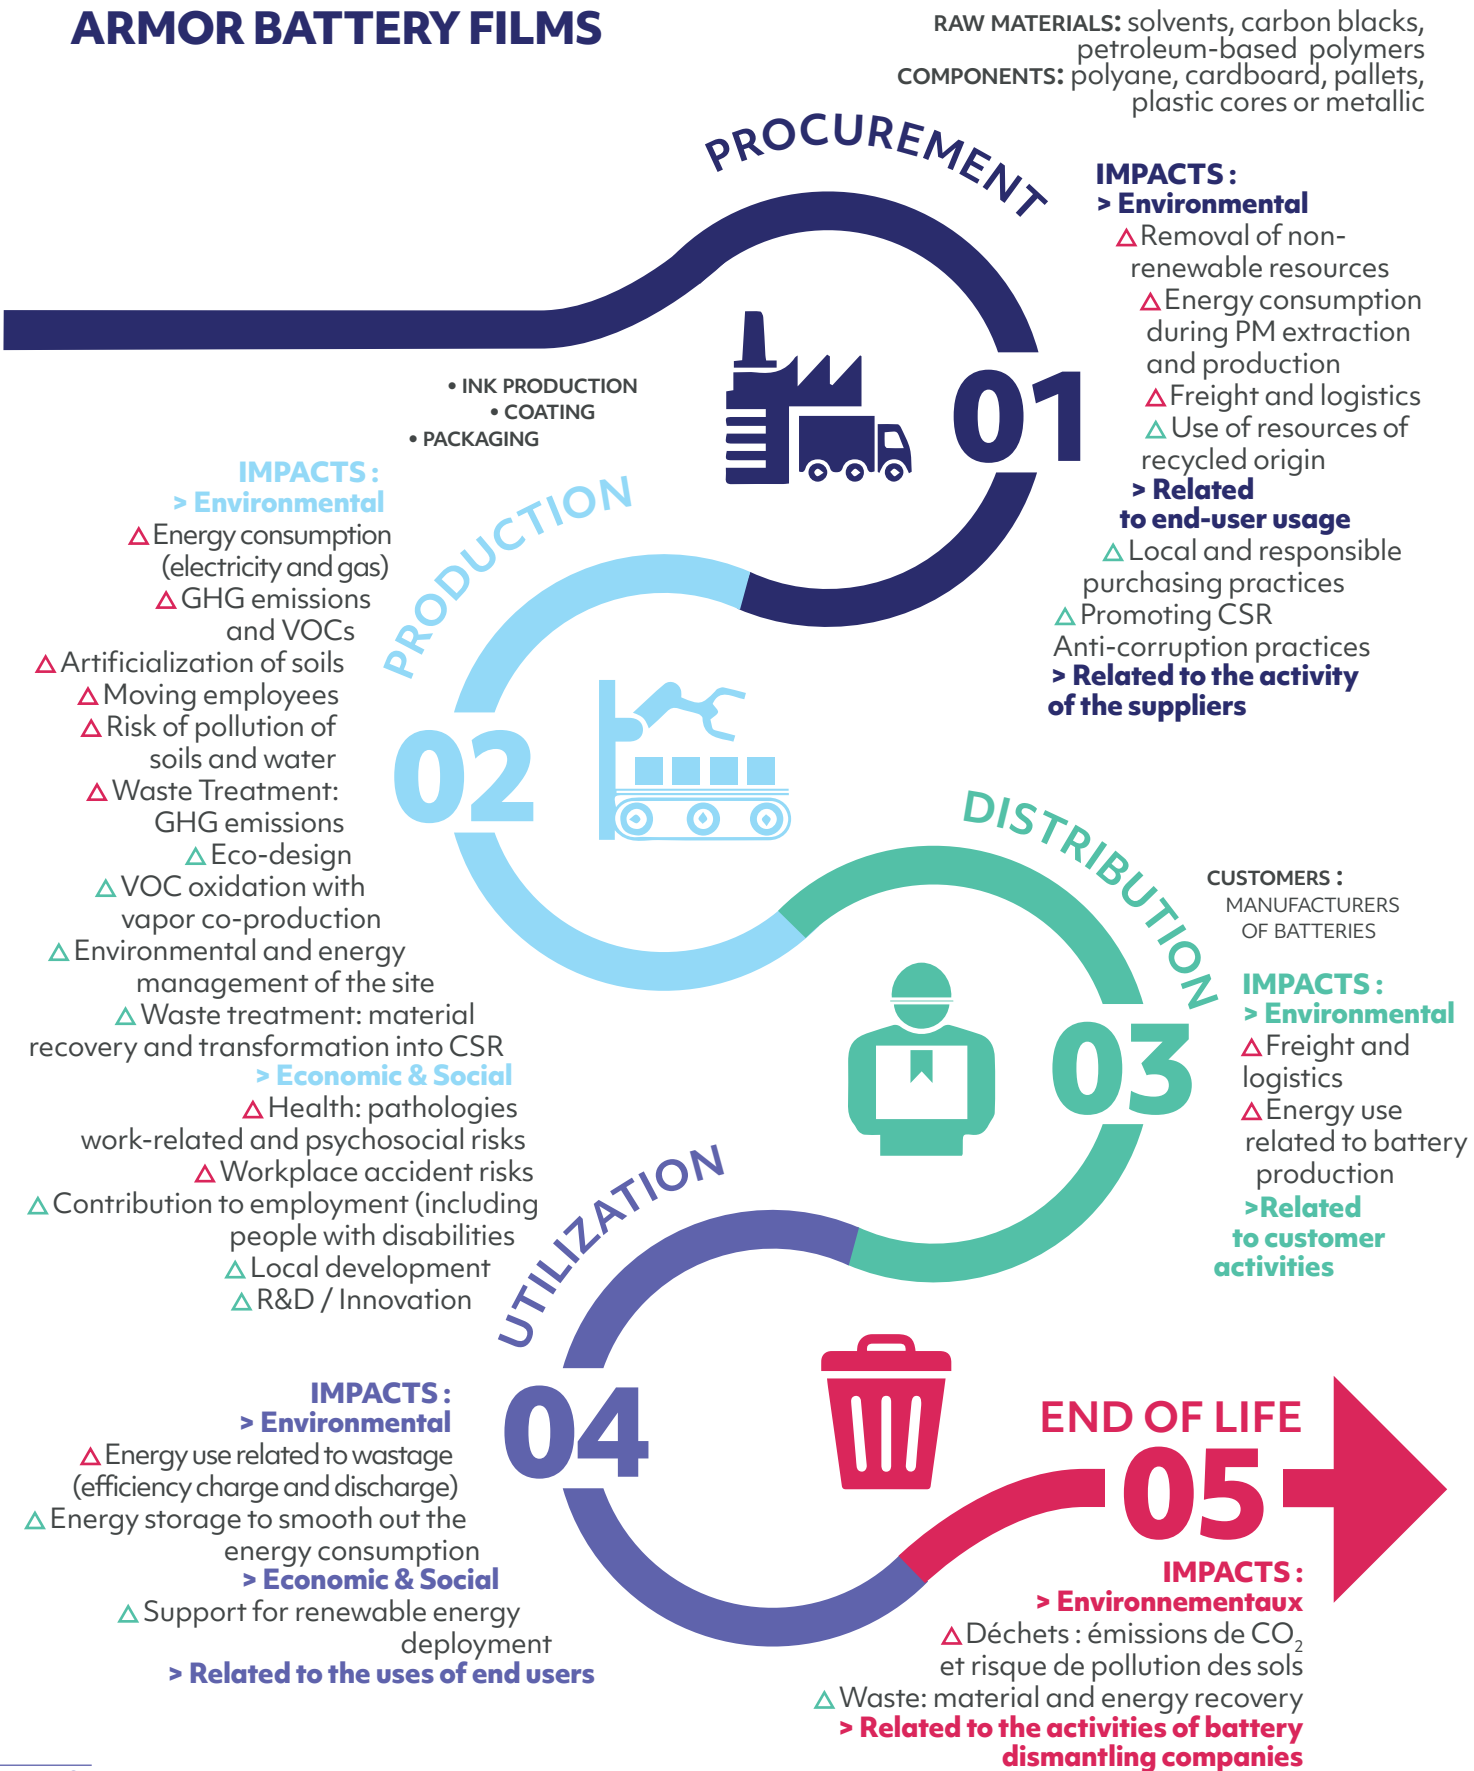 ARMOR BATTERY FILMS
RAW MATERIALS: solvents, carbon blacks,
petroleum-based polymers
COMPONENTS: polyane, cardboard, pallets,
plastic cores or metallic
PROCUREMENT
01
IMPACTS :
> Environmental
△ Removal of non-
renewable resources
△ Energy consumption
during PM extraction
and production
△ Freight and logistics
△ Use of resources of
recycled origin
> Related
to end-user usage
△ Local and responsible
purchasing practices
△ Promoting CSR
Anti-corruption practices
> Related to the activity
of the suppliers
• INK PRODUCTION
• COATING
• PACKAGING
PRODUCTION
02
IMPACTS :
> Environmental
△ Energy consumption
(electricity and gas)
△ GHG emissions
and VOCs
△ Artificialization of soils
△ Moving employees
△ Risk of pollution of
soils and water
△ Waste Treatment:
GHG emissions
△ Eco-design
△ VOC oxidation with
vapor co-production
△ Environmental and energy
management of the site
△ Waste treatment: material
recovery and transformation into CSR
> Economic & Social
△ Health: pathologies
work-related and psychosocial risks
△ Workplace accident risks
△ Contribution to employment (including
people with disabilities
△ Local development
△ R&D / Innovation
DISTRIBUTION
03
CUSTOMERS :
MANUFACTURERS
OF BATTERIES
IMPACTS :
> Environmental
△ Freight and
logistics
△ Energy use
related to battery
production
>Related
to customer
activities
UTILIZATION
04
IMPACTS :
> Environmental
△ Energy use related to wastage
(efficiency charge and discharge)
△ Energy storage to smooth out the
energy consumption
> Economic & Social
△ Support for renewable energy
deployment
> Related to the uses of end users
END OF LIFE
05
IMPACTS :
> Environnementaux
△ Déchets : émissions de CO₂
et risque de pollution des sols
△ Waste: material and energy recovery
> Related to the activities of battery
dismantling companies